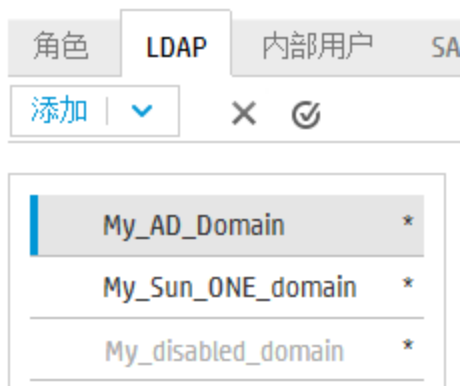 角色 LDAP 内部用户 SA
添加
My_AD_Domain *
My_Sun_ONE_domain *
My_disabled_domain *